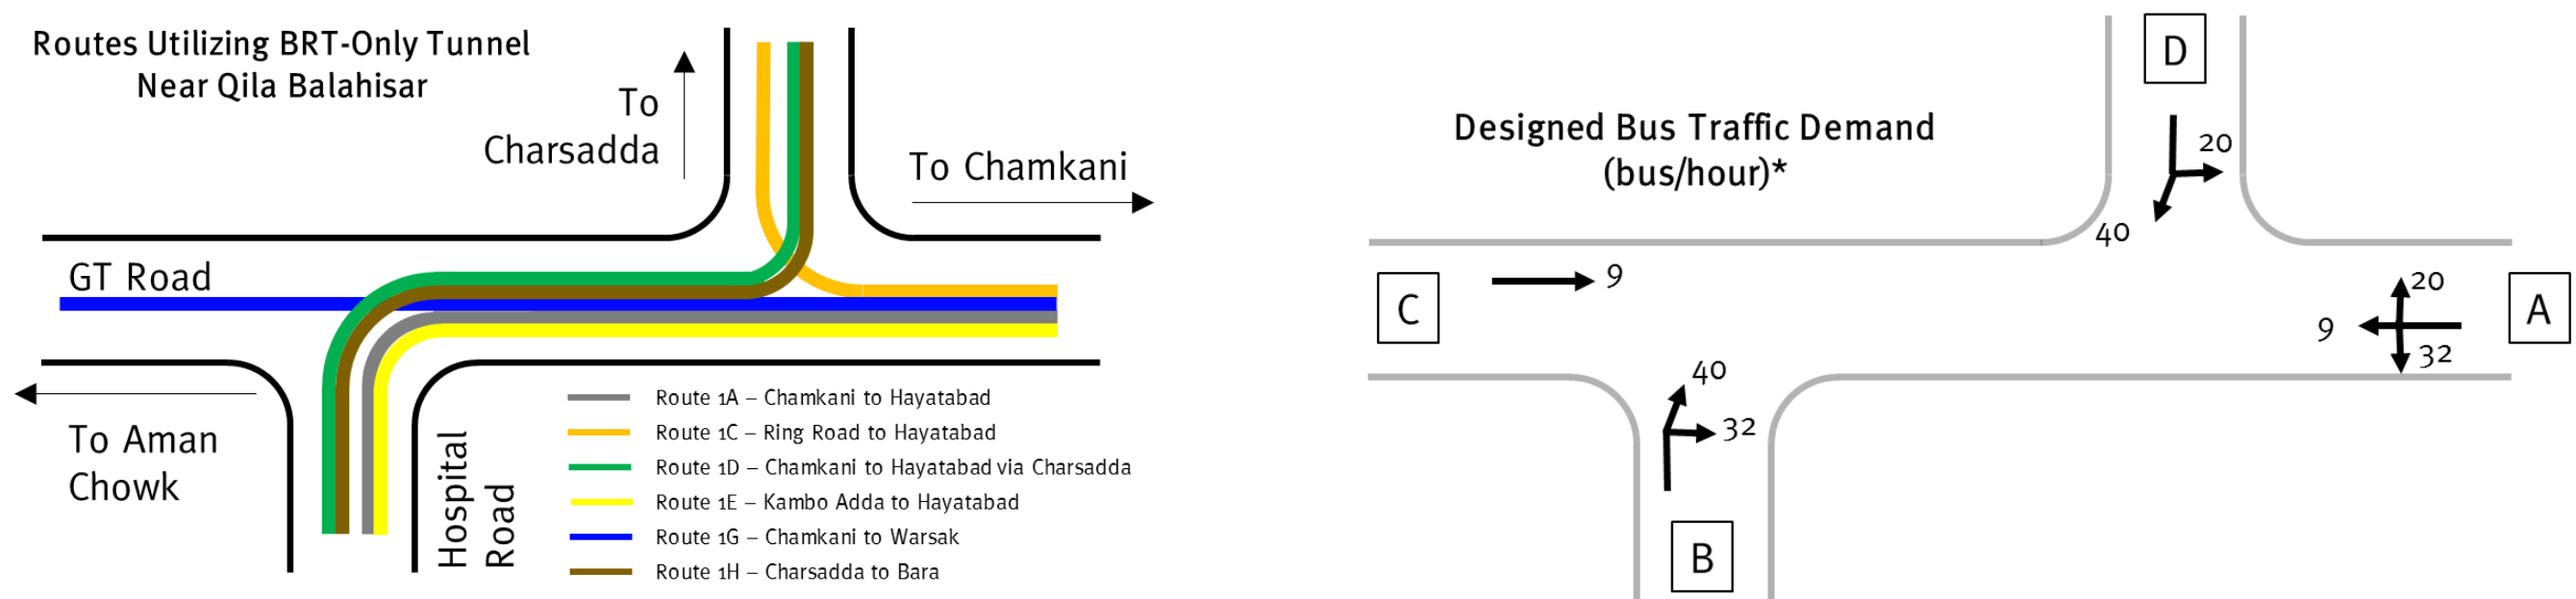 Routes Utilizing BRT-Only Tunnel
Near Qila Balahisar
To
Charsadda
To Chamkani
GT Road
To Aman
Chowk
Hospital
Road
Route 1A – Chamkani to Hayatabad
Route 1C – Ring Road to Hayatabad
Route 1D – Chamkani to Hayatabad via Charsadda
Route 1E – Kambo Adda to Hayatabad
Route 1G – Chamkani to Warsak
Route 1H – Charsadda to Bara
Designed Bus Traffic Demand
(bus/hour)*
D
20
40
C
9
9
20
32
A
40
32
B